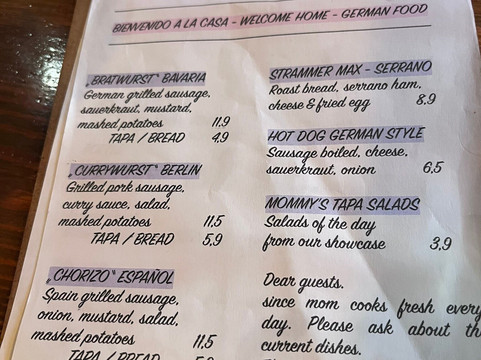 BIENVENIDO A LA CASA - WELCOME HOME - GERMAN FOOD
„BRATWURST“ BAVARIA
German grilled sausage,
sauerkraut, mustard,
mashed potatoes 11.9
TAPA / BREAD 4.9
„CURRYWURST“ BERLIN
Grilled pork sausage,
curry sauce, salad,
mashed potatoes 11.5
TAPA / BREAD 5.9
„CHORIZO“ ESPAÑOL
Spain grilled sausage,
onion, mustard, salad,
mashed potatoes 11.5
TAPA / BREAD
STRAMMER MAX - SERRANO
Roast bread, serrano ham,
cheese & fried egg 8.9
HOT DOG GERMAN STYLE
Sausage boiled, cheese,
sauerkraut, onion 6.5
MOMMY'S TAPA SALADS
Salads of the day
from our showcase 3,9
Dear guests.
since mom cooks fresh every
day. Please ask about th
current dishes.